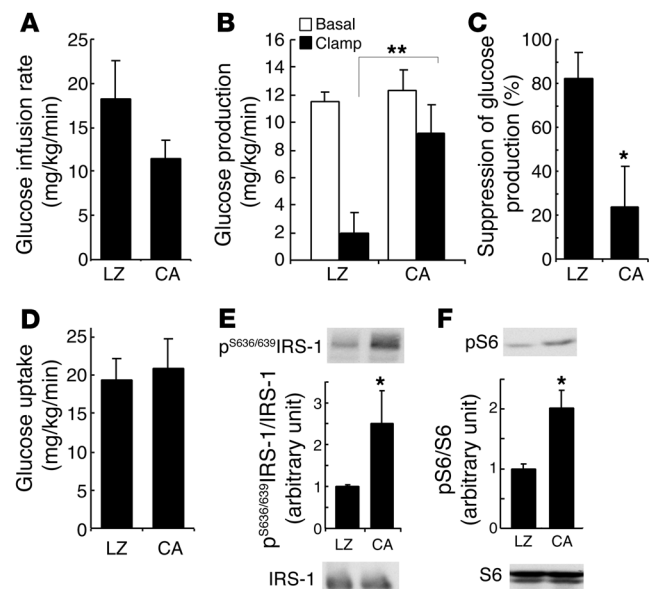 A
Glucose infusion rate
(mg/kg/min)
25
20
15
10
5
0
LZ CA
B
Basal
Clamp
Glucose production
(mg/kg/min)
16
14
12
10
8
6
4
2
0
**
LZ CA
C
Suppression of glucose
production (%)
100
80
60
40
20
0
*
LZ CA
D
Glucose uptake
(mg/kg/min)
25
20
15
10
5
0
LZ CA
E
pS636/639IRS-1
pS636/639IRS-1/IRS-1
(arbitrary unit)
3
2
1
0
*
LZ CA
IRS-1
F
pS6
pS6/S6
(arbitrary unit)
3
2
1
0
*
LZ CA
S6